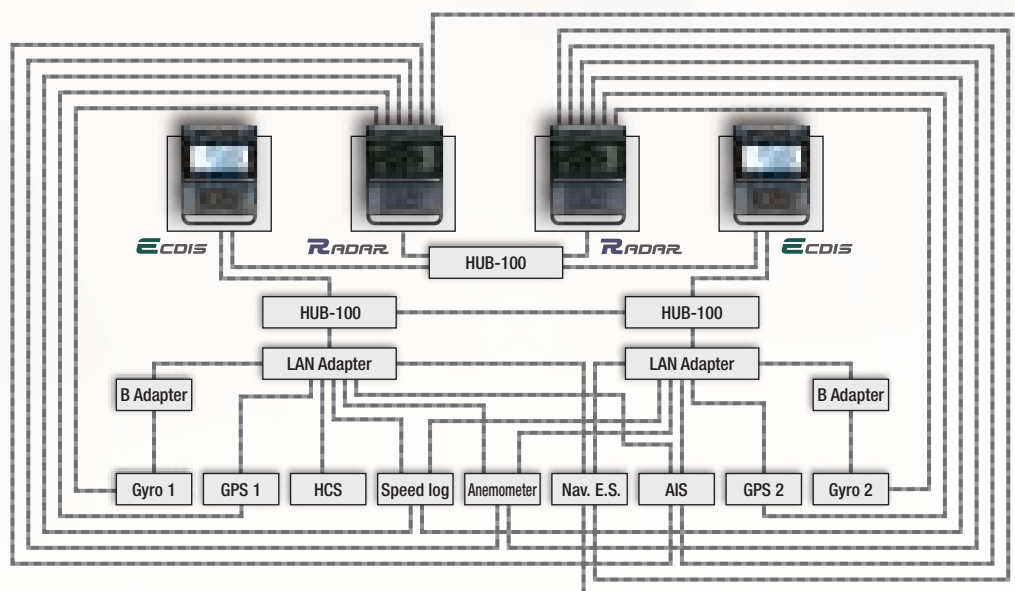 ECDIS
RADAR
RADAR
ECDIS
HUB-100
HUB-100
HUB-100
LAN Adapter
LAN Adapter
B Adapter
B Adapter
Gyro 1
GPS 1
HCS
Speed log
Anemometer
Nav. E.S.
AIS
GPS 2
Gyro 2